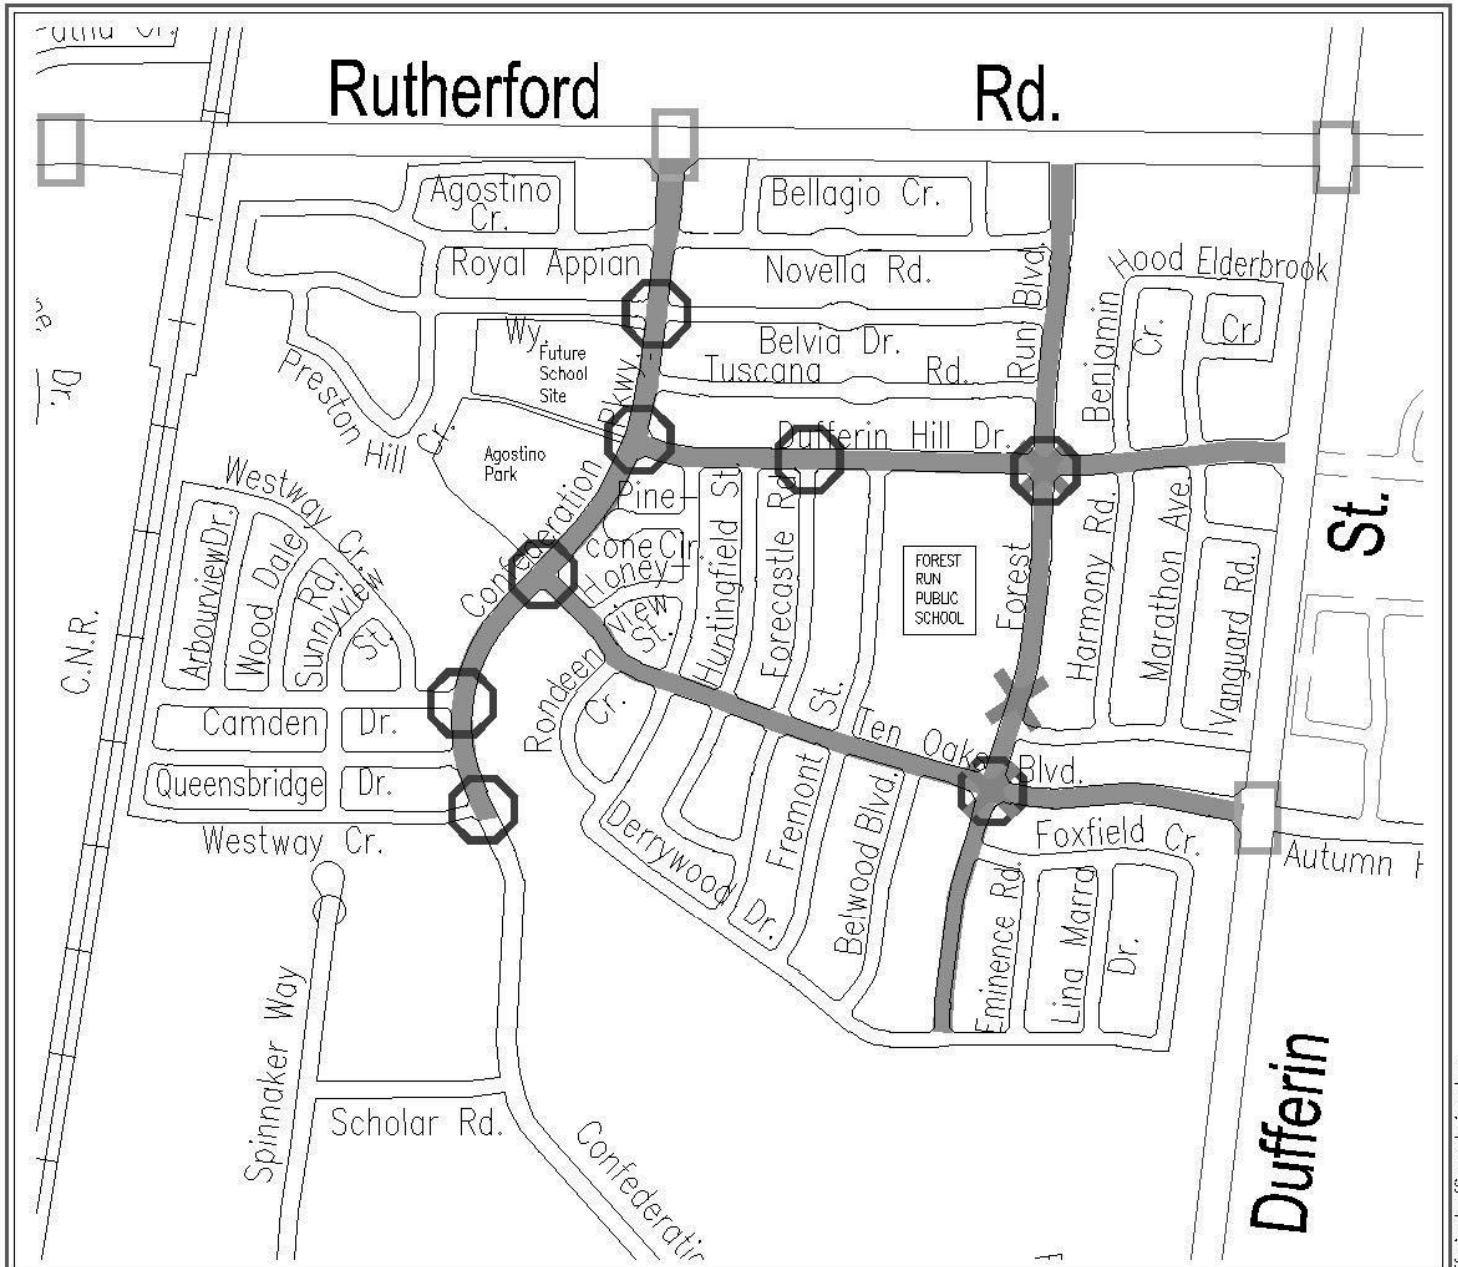 Rutherford Rd.
Agostino
Cr.
Bellagio Cr.
Royal Appian
Wy.
Novella Rd.
Hood Elderbrook
Cr.
Cr.
Belvia Dr.
Tuscana Rd.
Run Blvd.
Benjamin
Future
School
Site
Pkwy.
Dr.
Preston Hill Cr.
Dufferin Hill Dr.
Agostino
Park
Confederation
Westway Cr.
Pine-
cone Cir.
Honey-
view
St.
Huntingfield St.
Forecastle Rd.
FOREST
RUN
PUBLIC
SCHOOL
Forest
Harmony Rd.
Marathon Ave.
Vanguard Rd.
St.
Arbourview Dr.
Wood Dale
Rd.
Sunnyview
St.
C.N.R.
Camden Dr.
Rondeen
Cr.
St.
Ten Oaks Blvd.
Queensbridge Dr.
Westway Cr.
Derrywood
Dr.
Fremont
Belwood Blvd.
Foxfield Cr.
Autumn
Eminence Rd.
Lina Marra
Dr.
Spinnaker Way
Scholar Rd.
Confederatio
Dufferin